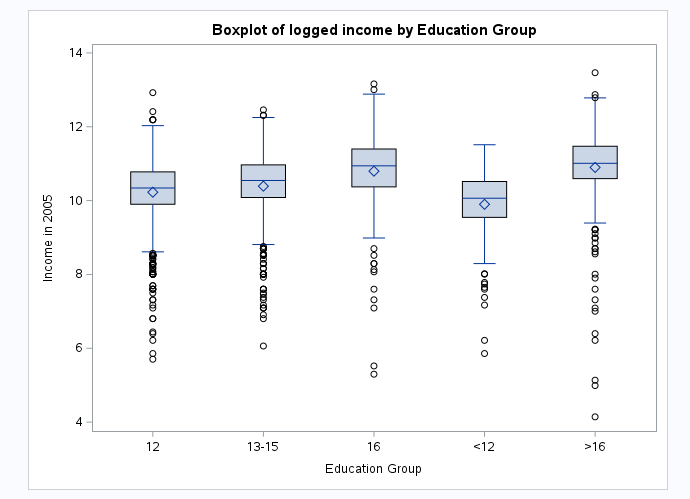 Boxplot of logged income by Education Group
14
12
10
8
6
4
Income in 2005
12 13-15 16 <12 >16
Education Group